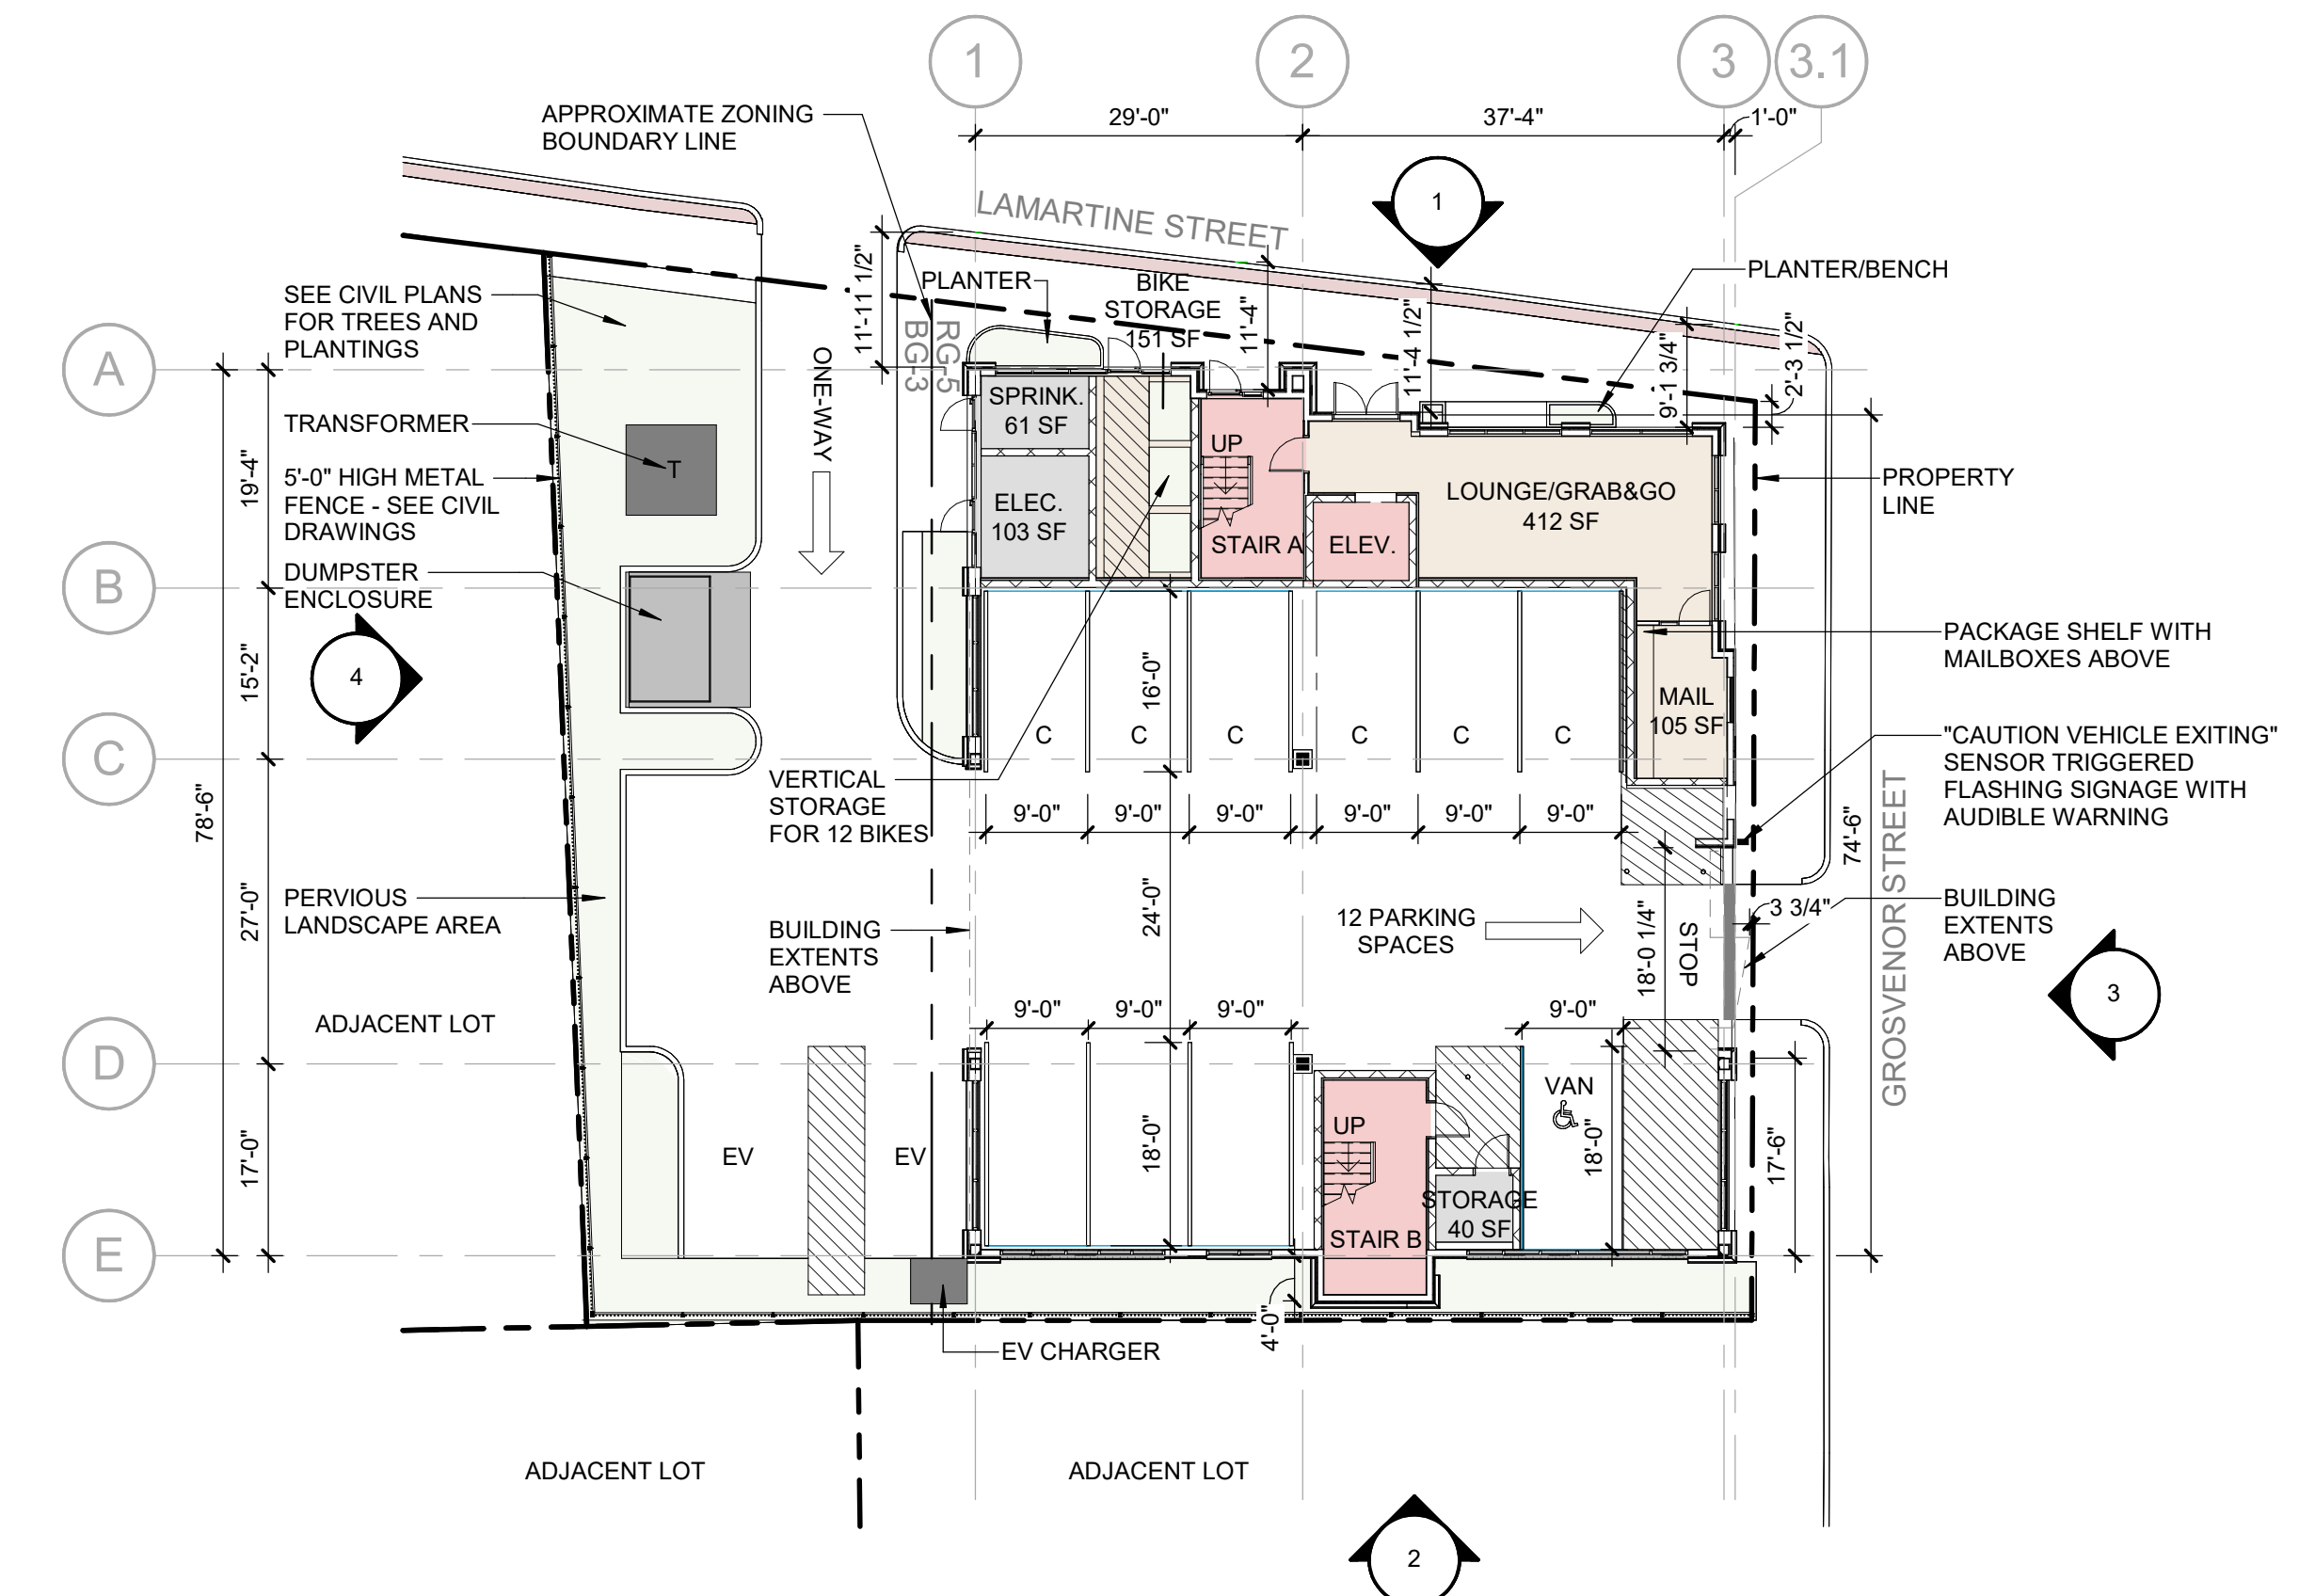 1
2
3
3.1
29'-0"
37'-4"
1'-0"
APPROXIMATE ZONING
BOUNDARY LINE
LAMARTINE STREET
1
PLANTER
BIKE
STORAGE
151 SF
PLANTER/BENCH
11'-11 1/2"
11'-4"
11'-4 1/2"
9'-1 3/4"
2'-3 1/2"
RG-5
BG-3
ONE-WAY
SEE CIVIL PLANS
FOR TREES AND
PLANTINGS
A
TRANSFORMER
T
5'-0" HIGH METAL
FENCE - SEE CIVIL
DRAWINGS
19'-4"
SPRINK.
61 SF
ELEC.
103 SF
UP
STAIR A
ELEV.
LOUNGE/GRAB&GO
412 SF
PROPERTY
LINE
DUMPSTER
ENCLOSURE
B
4
15'-2"
16'-0"
PACKAGE SHELF WITH
MAILBOXES ABOVE
MAIL
105 SF
C
C
C
C
C
C
C
"CAUTION VEHICLE EXITING"
SENSOR TRIGGERED
FLASHING SIGNAGE WITH
AUDIBLE WARNING
VERTICAL
STORAGE
FOR 12 BIKES
9'-0"
9'-0"
9'-0"
9'-0"
9'-0"
9'-0"
78'-6"
74'-6"
GROSVENOR STREET
PERVIOUS
LANDSCAPE AREA
27'-0"
BUILDING
EXTENTS
ABOVE
24'-0"
12 PARKING
SPACES
18'-0 1/4"
STOP
3 3/4"
BUILDING
EXTENTS
ABOVE
3
ADJACENT LOT
9'-0"
9'-0"
9'-0"
9'-0"
D
17'-0"
EV
EV
18'-0"
UP
STAIR B
STORAGE
40 SF
VAN
18'-0"
17'-6"
E
4'-0"
EV CHARGER
ADJACENT LOT
ADJACENT LOT
2